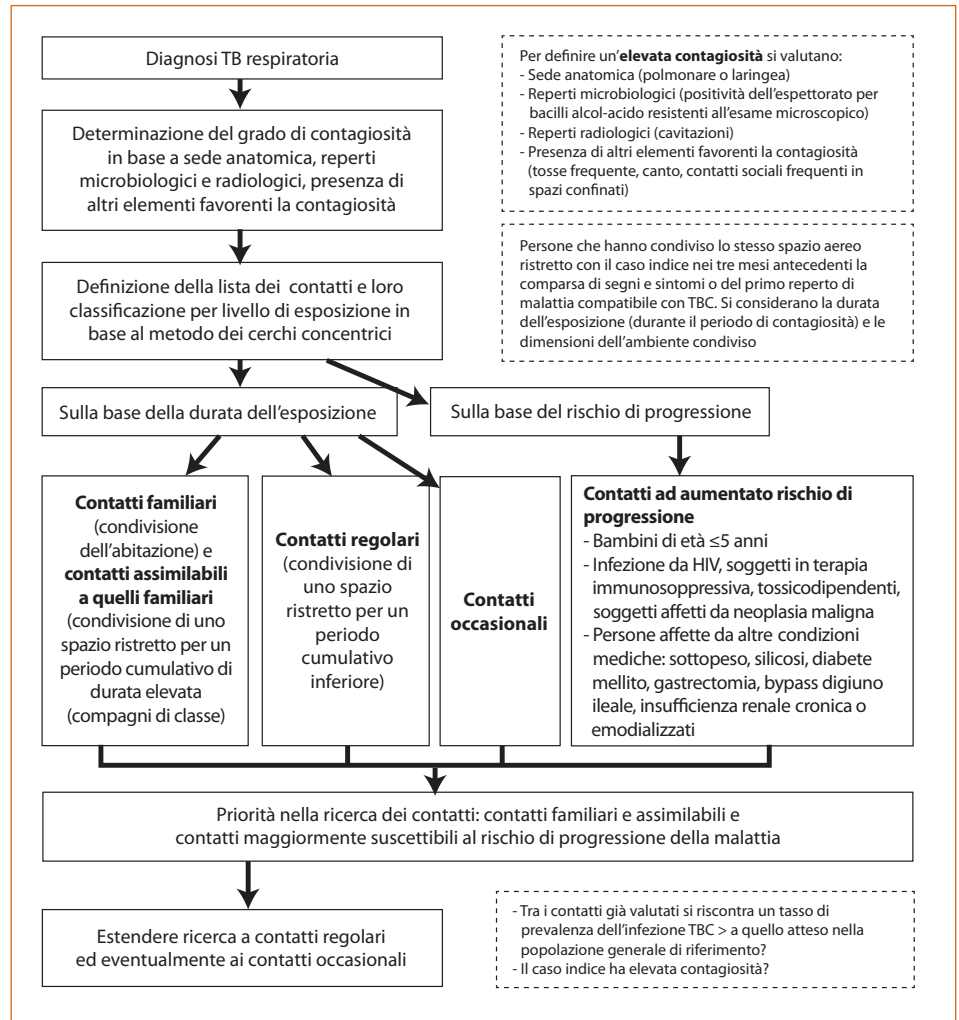 Diagnosi TB respiratoria
Per definire un'elevata contagiosità si valutano:
- Sede anatomica (polmonare o laringea)
- Reperti microbiologici (positività dell'espettorato per
bacilli alcol-acido resistenti all'esame microscopico)
- Reperti radiologici (cavitazioni)
- Presenza di altri elementi favorenti la contagiosità
(tosse frequente, canto, contatti sociali frequenti in
spazi confinati)
Determinazione del grado di contagiosità
in base a sede anatomica, reperti
microbiologici e radiologici, presenza di
altri elementi favorenti la contagiosità
Persone che hanno condiviso lo stesso spazio aereo
ristretto con il caso indice nei tre mesi antecedenti la
comparsa di segni e sintomi o del primo reperto di
malattia compatibile con TBC. Si considerano la durata
dell'esposizione (durante il periodo di contagiosità) e le
dimensioni dell'ambiente condiviso
Definizione della lista dei contatti e loro
classificazione per livello di esposizione in
base al metodo dei cerchi concentrici
Sulla base della durata dell'esposizione
Sulla base del rischio di progressione
Contatti familiari
(condivisione
dell'abitazione) e
contatti assimilabili
a quelli familiari
(condivisione di uno
spazio ristretto per un
periodo cumulativo di
durata elevata
(compagni di classe)
Contatti regolari
(condivisione di
uno spazio
ristretto per un
periodo
cumulativo
inferiore)
Contatti
occasionali
Contatti ad aumentato rischio di
progressione
- Bambini di età ≤5 anni
- Infezione da HIV, soggetti in terapia
immunosoppressiva, tossicodipendenti,
soggetti affetti da neoplasia maligna
- Persone affette da altre condizioni
mediche: sottopeso, silicosi, diabete
mellito, gastrectomia, bypass digiuno
ileale, insufficienza renale cronica o
emodializzati
Priorità nella ricerca dei contatti: contatti familiari e assimilabili e
contatti maggiormente suscettibili al rischio di progressione della malattia
Estendere ricerca a contatti regolari
ed eventualmente ai contatti occasionali
- Tra i contatti già valutati si riscontra un tasso di
prevalenza dell'infezione TBC > a quello atteso nella
popolazione generale di riferimento?
- Il caso indice ha elevata contagiosità?